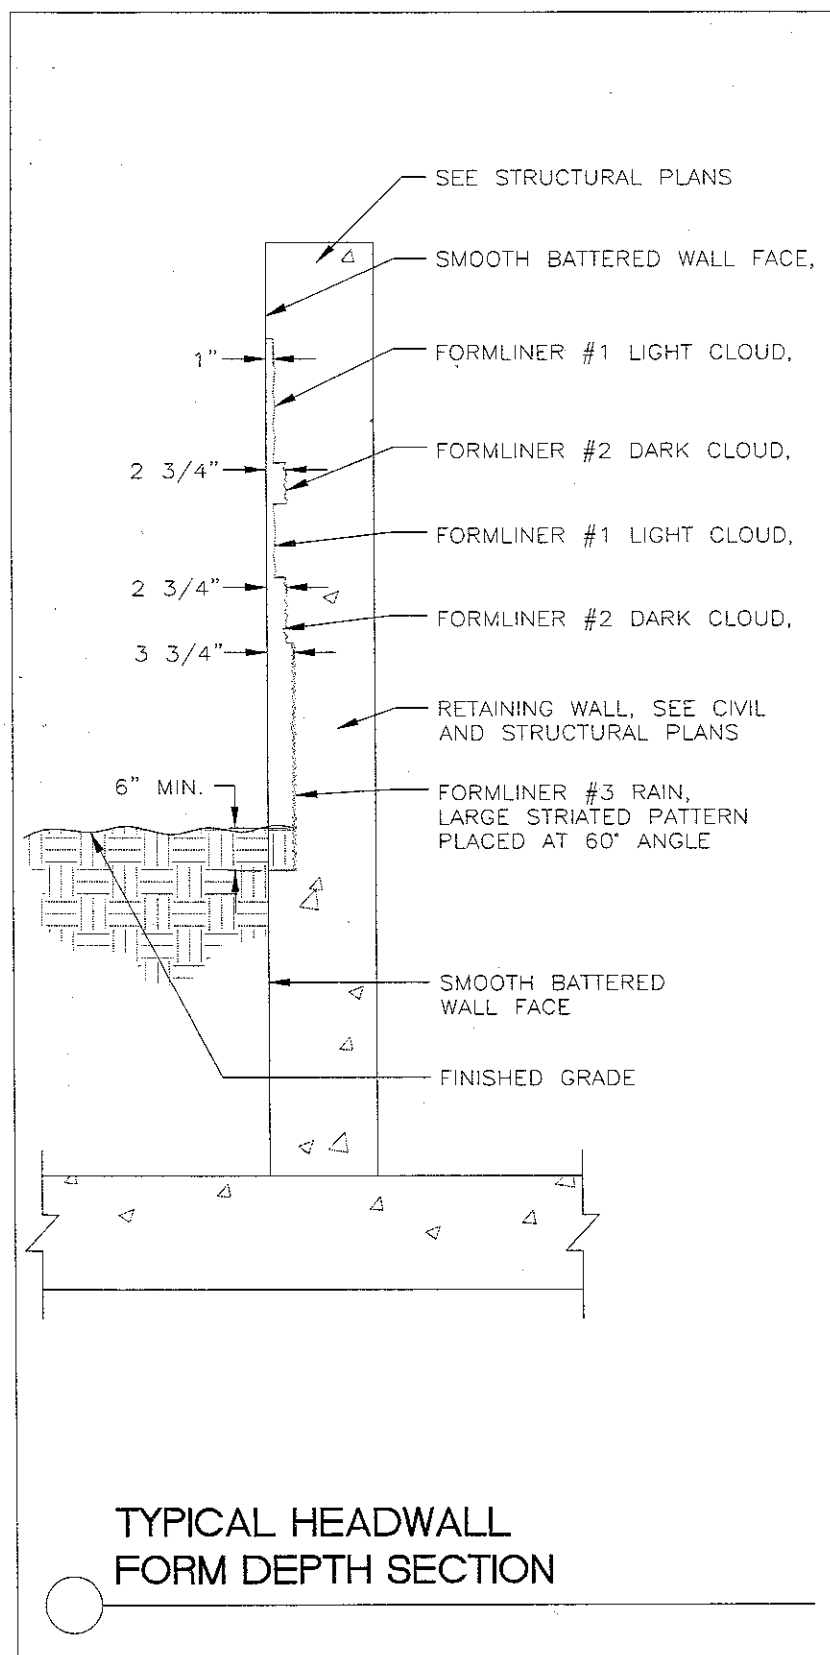 SEE STRUCTURAL PLANS
SMOOTH BATTERED WALL FACE,
1"
FORMLINER #1 LIGHT CLOUD,
2 3/4"
FORMLINER #2 DARK CLOUD,
FORMLINER #1 LIGHT CLOUD,
2 3/4"
FORMLINER #2 DARK CLOUD,
3 3/4"
RETAINING WALL, SEE CIVIL
AND STRUCTURAL PLANS
6" MIN.
FORMLINER #3 RAIN,
LARGE STRIATED PATTERN
PLACED AT 60° ANGLE
SMOOTH BATTERED
WALL FACE
FINISHED GRADE
TYPICAL HEADWALL
FORM DEPTH SECTION